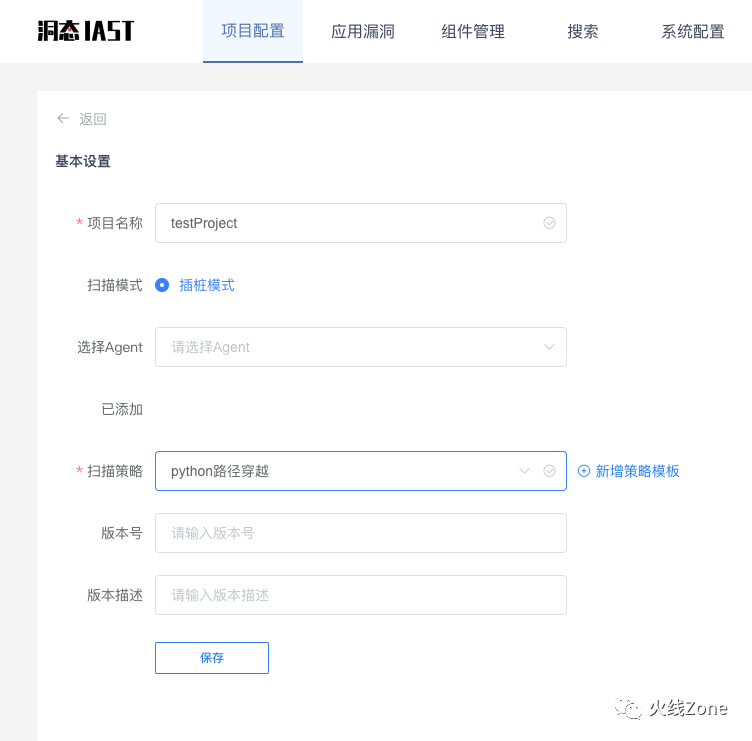 洞态IAST 项目配置 应用漏洞 组件管理 搜索 系统配置
返回
基本设置
* 项目名称 testProject
扫描模式 插桩模式
选择Agent 请选择Agent
已添加
* 扫描策略 python路径穿越 新增策略模板
版本号 请输入版本号
版本描述 请输入版本描述
保存
火线Zone